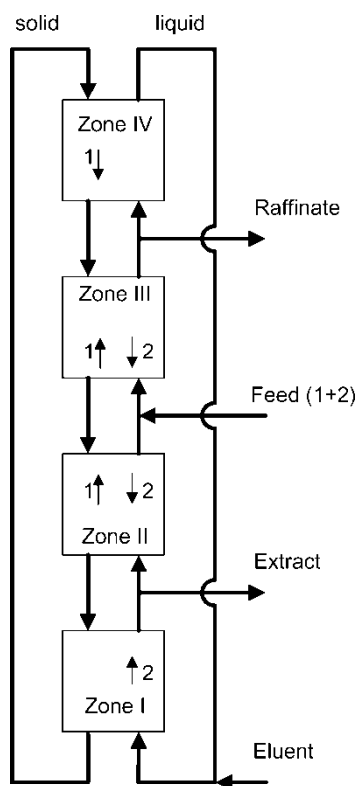 solid liquid
Zone IV
1
Raffinate
Zone III
1 2
Feed (1+2)
1 2
Zone II
Extract
2
Zone I
Eluent